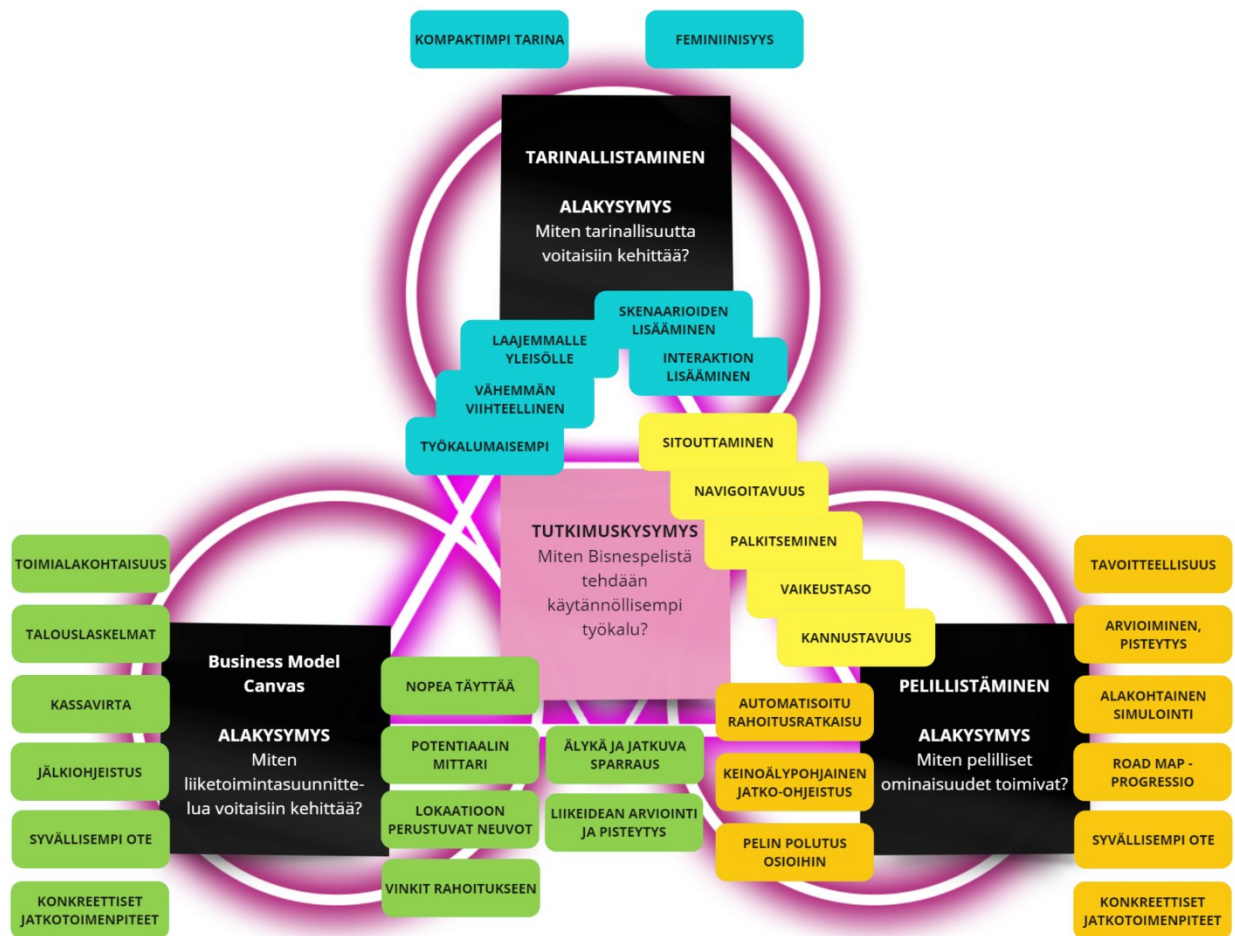 KOMPAKTIMPI TARINA
FEMINIINISYYS
TARINALLISTAMINEN
ALAKYSYMYS
Miten tarinallisuutta
voitaisiin kehittää?
SKENAARIOIDEN
LISÄÄMINEN
LAAJEMMALLE
YLEISÖLLE
INTERAKTION
LISÄÄMINEN
VÄHEMMÄN
VIIHTEELLINEN
TYÖKALUMAISEMPI
SITOUTTAMINEN
NAVIGOITAVUUS
PALKITSEMINEN
VAIKEUSTASO
KANNUSTAVUUS
TUTKIMUSKYSYMYS
Miten Bisnespelistä
tehdään
käytännöllisempi
työkalu?
TOIMIALAKOHTAISUUS
TALOUSLASKELMAT
KASSAVIRTA
JÄLKIOHJEISTUS
SYVÄLLISEMPI OTE
KONKREETTISET
JATKOTOIMENPITEET
Business Model
Canvas
ALAKYSYMYS
Miten
liiketoimintasuunnitte-
lua voitaisiin kehittää?
NOPEA TÄYTTÄÄ
POTENTIAALIN
MITTARI
LOKAATIOON
PERUSTUVAT NEUVOT
VINKIT RAHOITUKSEEN
ÄLYKÄ JA JATKUVA
SPARRAUS
LIIKEIDEAN ARVIOINTI
JA PISTEYTYS
AUTOMATISOITU
RAHOITUSRATKAISU
KEINOÄLYPOHJAINEN
JATKO-OHJEISTUS
PELIN POLUTUS
OSIOIHIN
PELILLISTÄMINEN
ALAKYSYMYS
Miten pelilliset
ominaisuudet toimivat?
TAVOITTEELLISUUS
ARVIOIMINEN,
PISTEYTYS
ALAKOHTAINEN
SIMULOINTI
ROAD MAP -
PROGRESSIO
SYVÄLLISEMPI OTE
KONKREETTISET
JATKOTOIMENPITEET